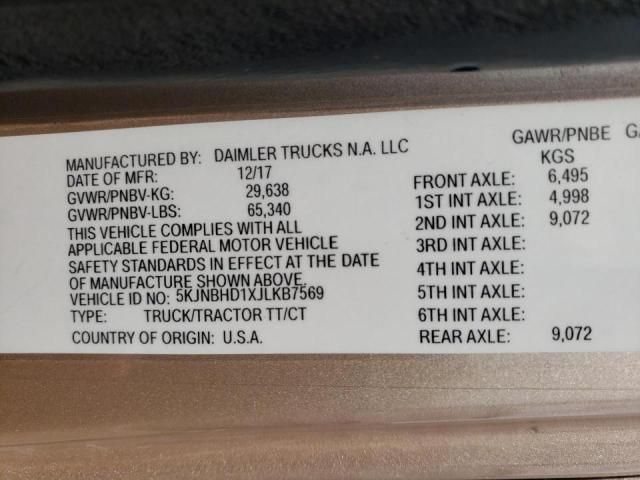 MANUFACTURED BY: DAIMLER TRUCKS N.A. LLC
DATE OF MFR: 12/17
GVWR/PNBV-KG: 29,638
GVWR/PNBV-LBS: 65,340
THIS VEHICLE COMPLIES WITH ALL
APPLICABLE FEDERAL MOTOR VEHICLE
SAFETY STANDARDS IN EFFECT AT THE DATE
OF MANUFACTURE SHOWN ABOVE.
VEHICLE ID NO: 5KJNBHD1XJLKB7569
TYPE: TRUCK/TRACTOR TT/CT
COUNTRY OF ORIGIN: U.S.A.
GAWR/PNBE
KGS
FRONT AXLE: 6,495
1ST INT AXLE: 4,998
2ND INT AXLE: 9,072
3RD INT AXLE:
4TH INT AXLE:
5TH INT AXLE:
6TH INT AXLE:
REAR AXLE: 9,072